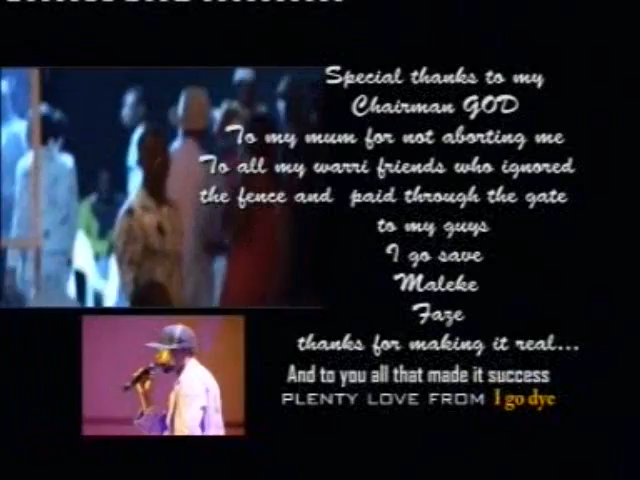 Special thanks to my
Chairman GOD
To my mum for not aborting me
To all my warri friends who ignored
the fence and paid through the gate
to my guys
I go save
Maleke
Faze
thanks for making it real...
And to you all that made it success
PLENTY LOVE FROM I go dye